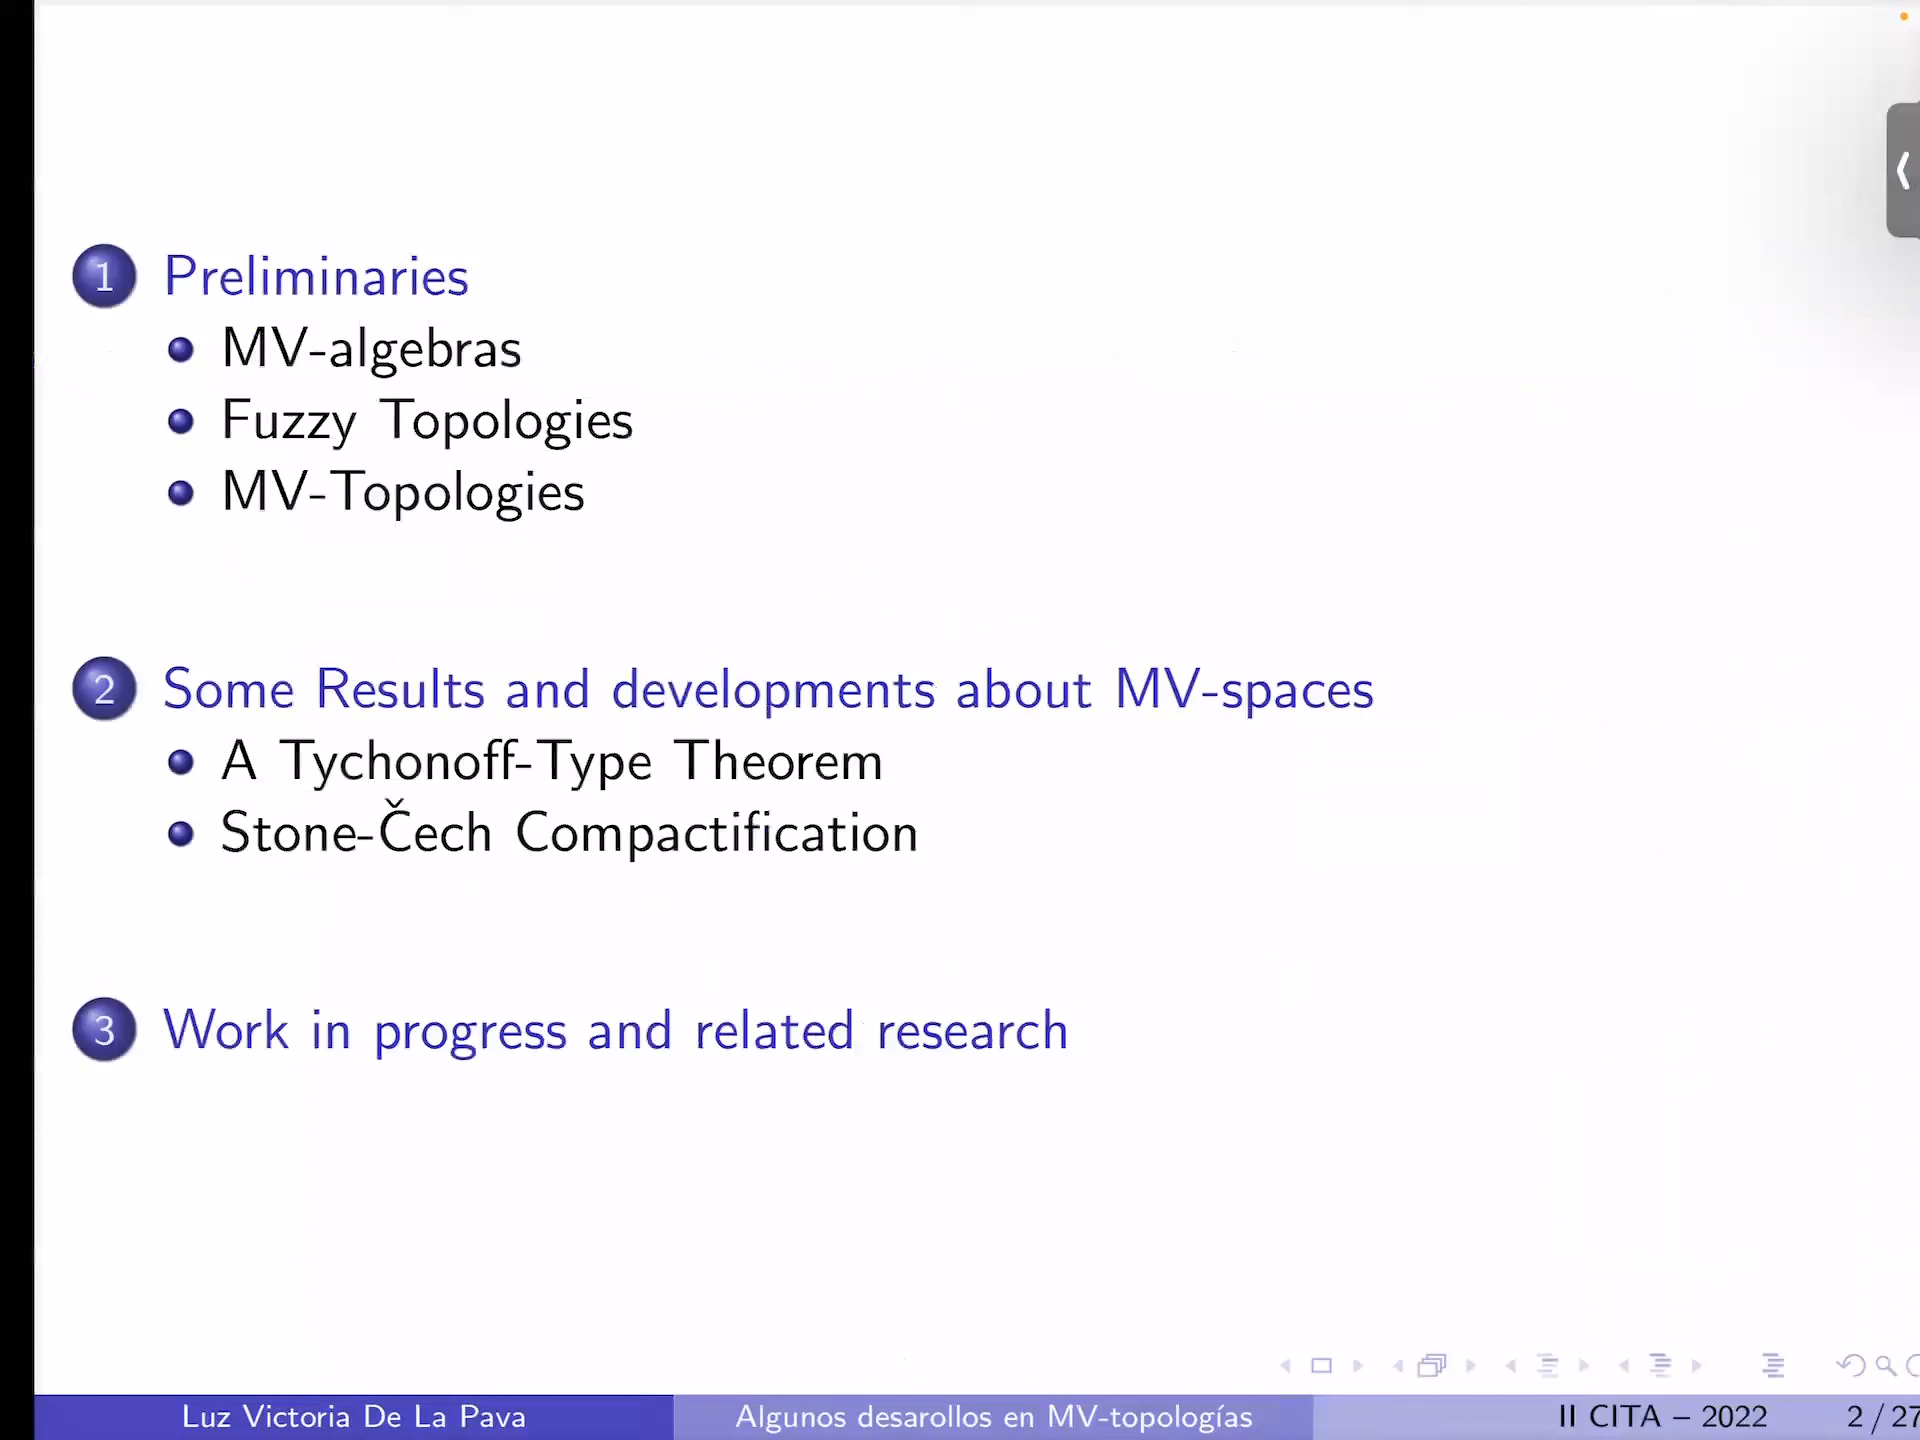 1 Preliminaries
MV-algebras
Fuzzy Topologies
MV-Topologies
2 Some Results and developments about MV-spaces
A Tychonoff-Type Theorem
Stone-Čech Compactification
3 Work in progress and related research
Luz Victoria De La Pava Algunos desarollos en MV-topologías II CITA – 2022 2 / 27